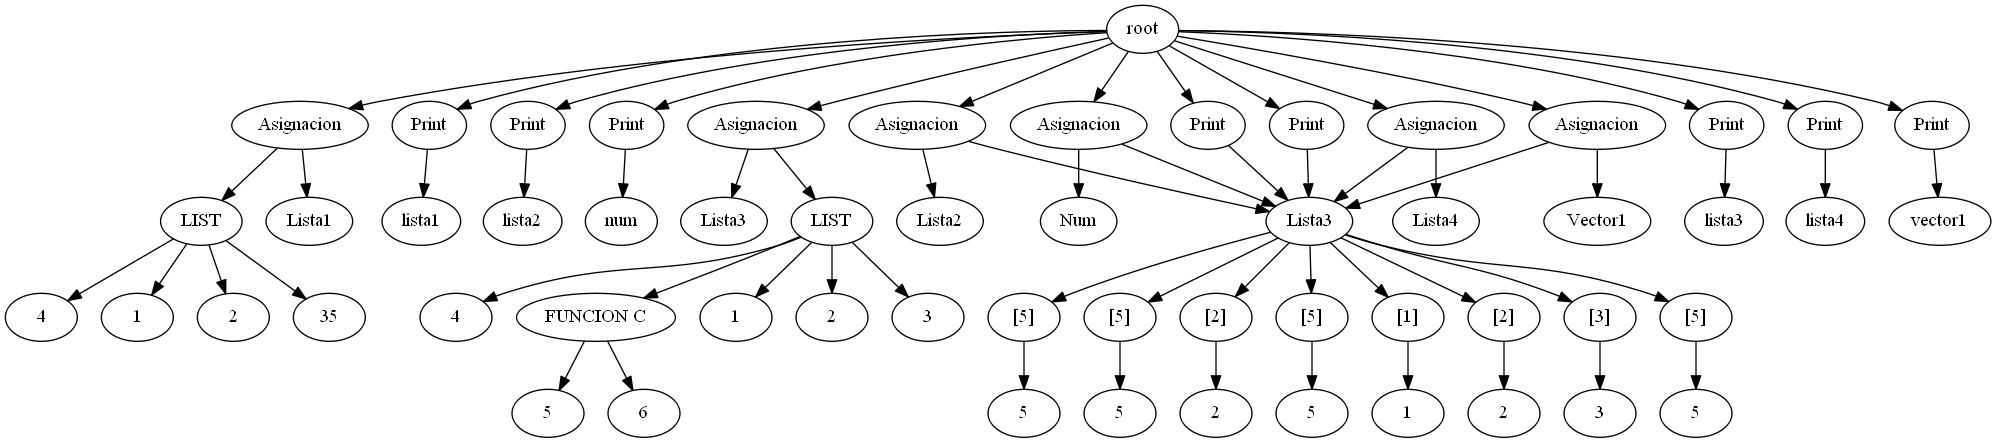 root
Asignacion Print Print Print Asignacion Asignacion Asignacion Print Print Asignacion Asignacion Print Print Print
LIST Lista1 lista1 lista2 num Lista3 LIST Lista2 Num Lista3 Lista4 Vector1 lista3 lista4 vector1
4 1 2 35 4 FUNCION C 1 2 3 [5] [5] [2] [5] [1] [2] [3] [5]
5 6 5 5 2 5 1 2 3 5